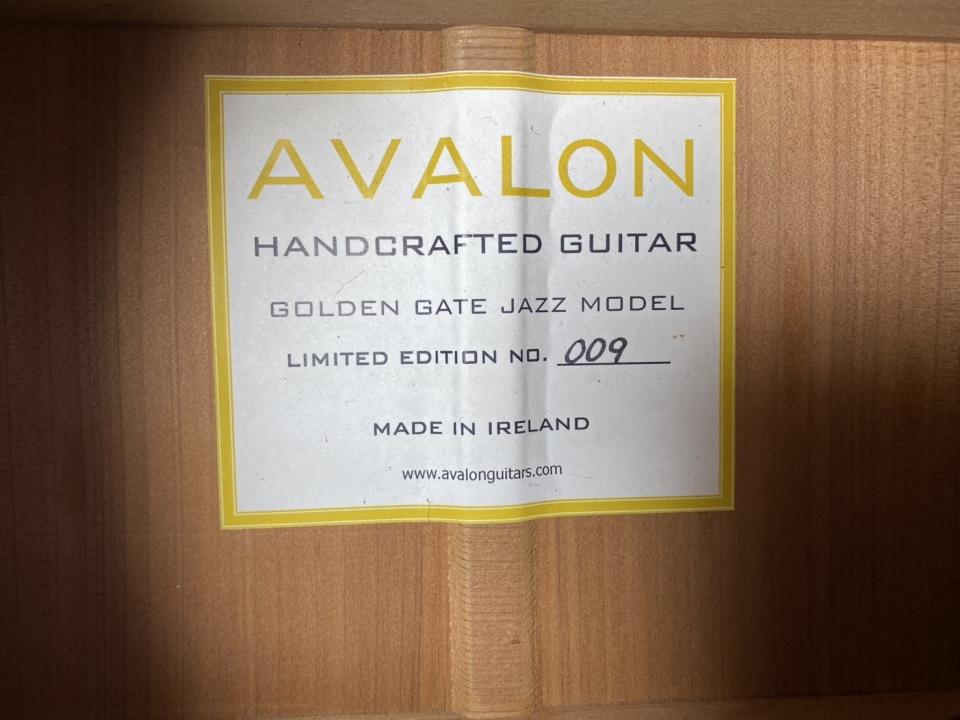 AVALON
HANDCRAFTED GUITAR
GOLDEN GATE JAZZ MODEL
LIMITED EDITION NO. 009
MADE IN IRELAND
www.avalonguitars.com